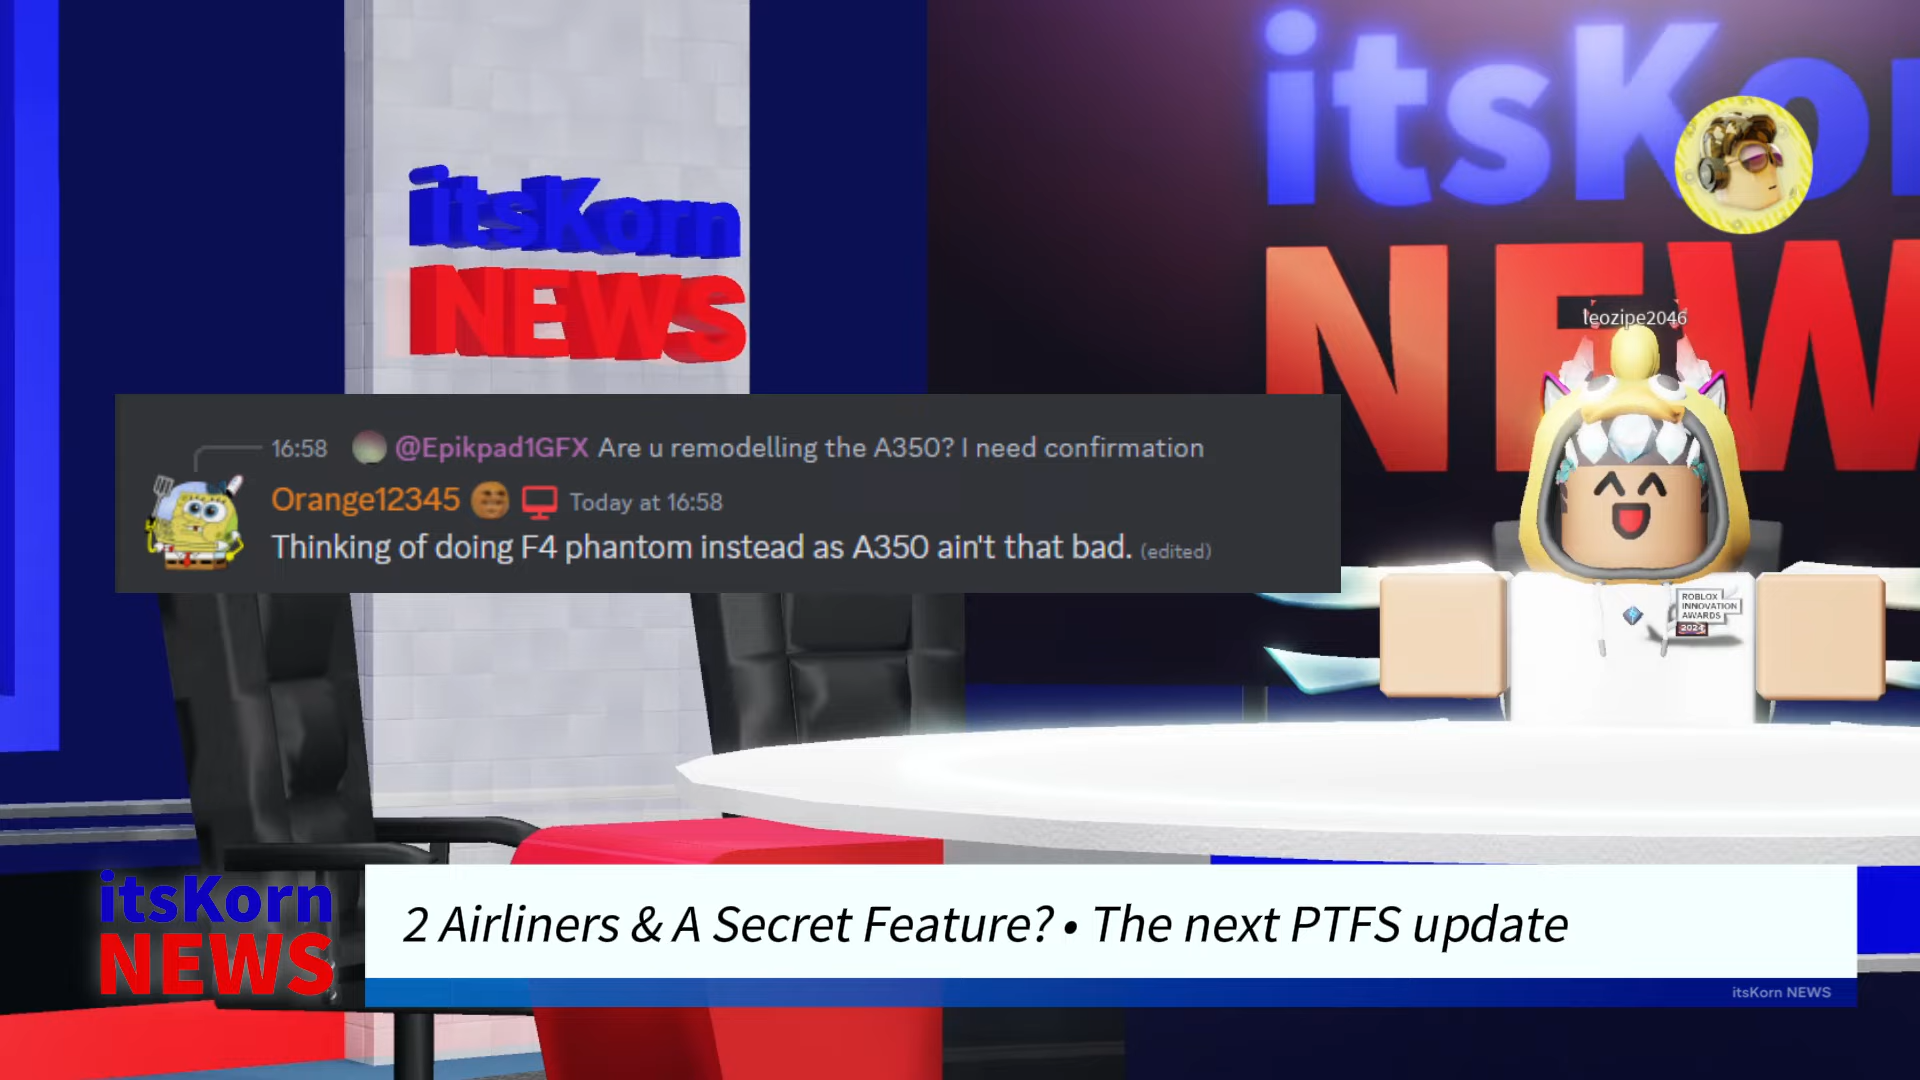 itsKo
NEW
itsKorn
NEWS
leozipe2046
16:58 @Epikpad1GFX Are u remodelling the A350? I need confirmation
Orange12345 Today at 16:58
Thinking of doing F4 phantom instead as A350 ain't that bad. (edited)
ROBLOX
INNOVATION
AWARDS
2024
itsKorn
NEWS
2 Airliners & A Secret Feature? • The next PTFS update
itsKorn NEWS